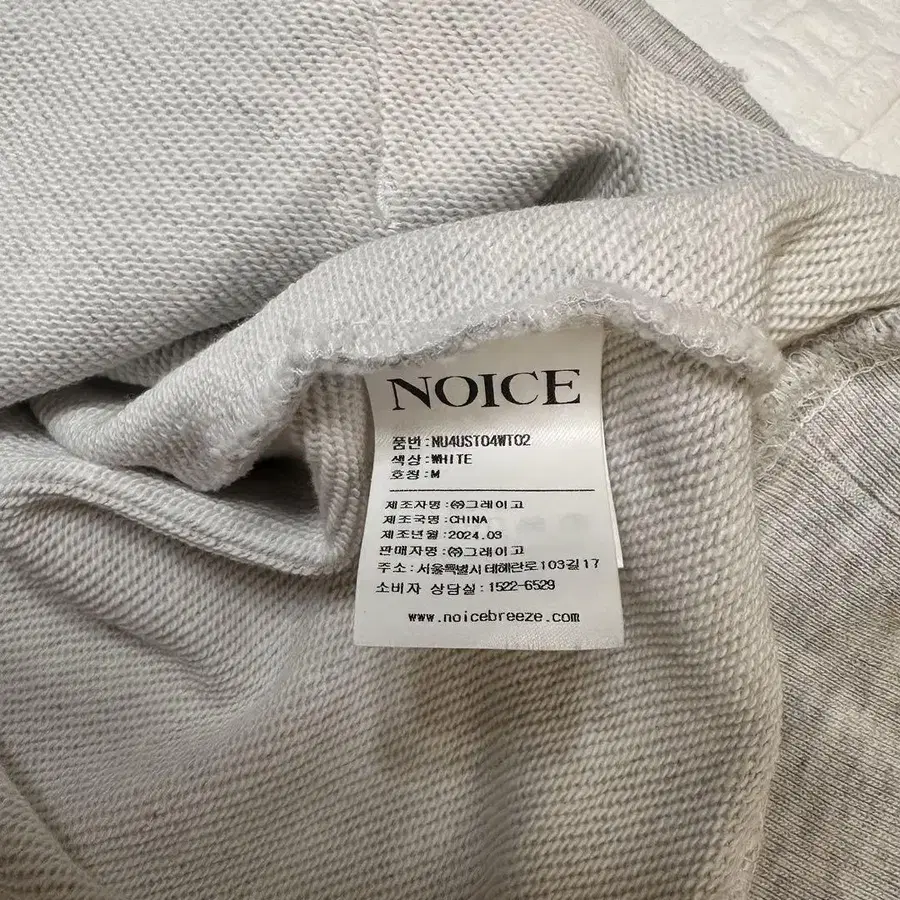 NOICE
품번:NU4UST04WT02
색상:WHITE
호칭:M
제조자명:㈜그레이고
제조국명:CHINA
제조년월:2024.03
판매자명:㈜그레이고
주소:서울특별시 테헤란로103길 17
소비자 상담실:1522-6529
www.noicebreeze.com